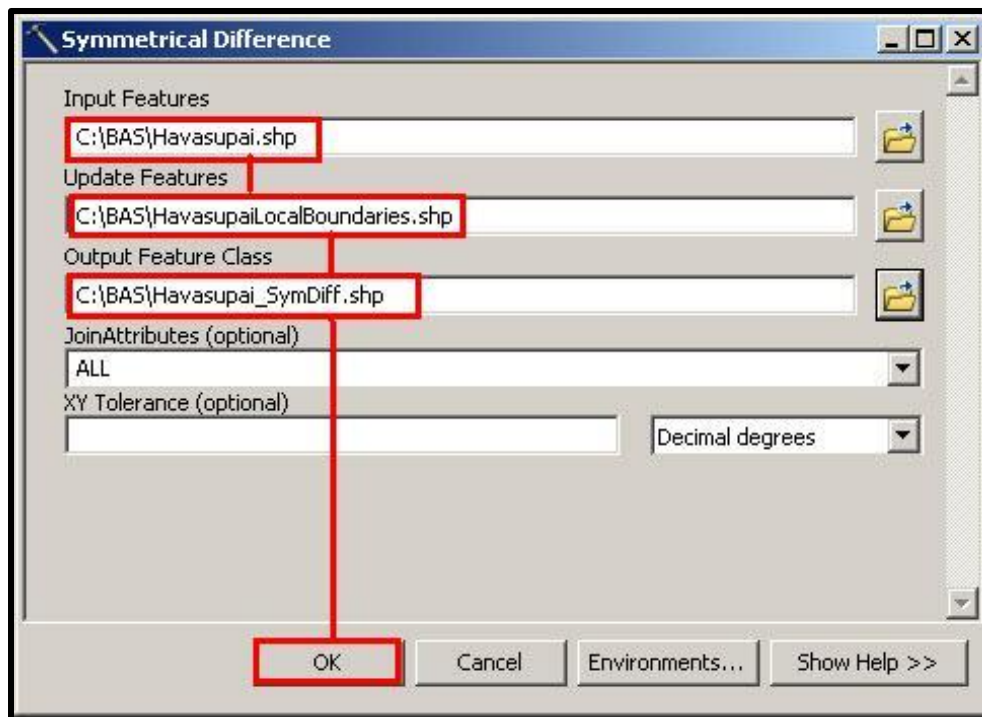 Symmetrical Difference
Input Features
C:\BAS\Havasupai.shp
Update Features
C:\BAS\HavasupaiLocalBoundaries.shp
Output Feature Class
C:\BAS\Havasupai_SymDiff.shp
JoinAttributes (optional)
ALL
XY Tolerance (optional)
Decimal degrees
OK Cancel Environments... Show Help >>